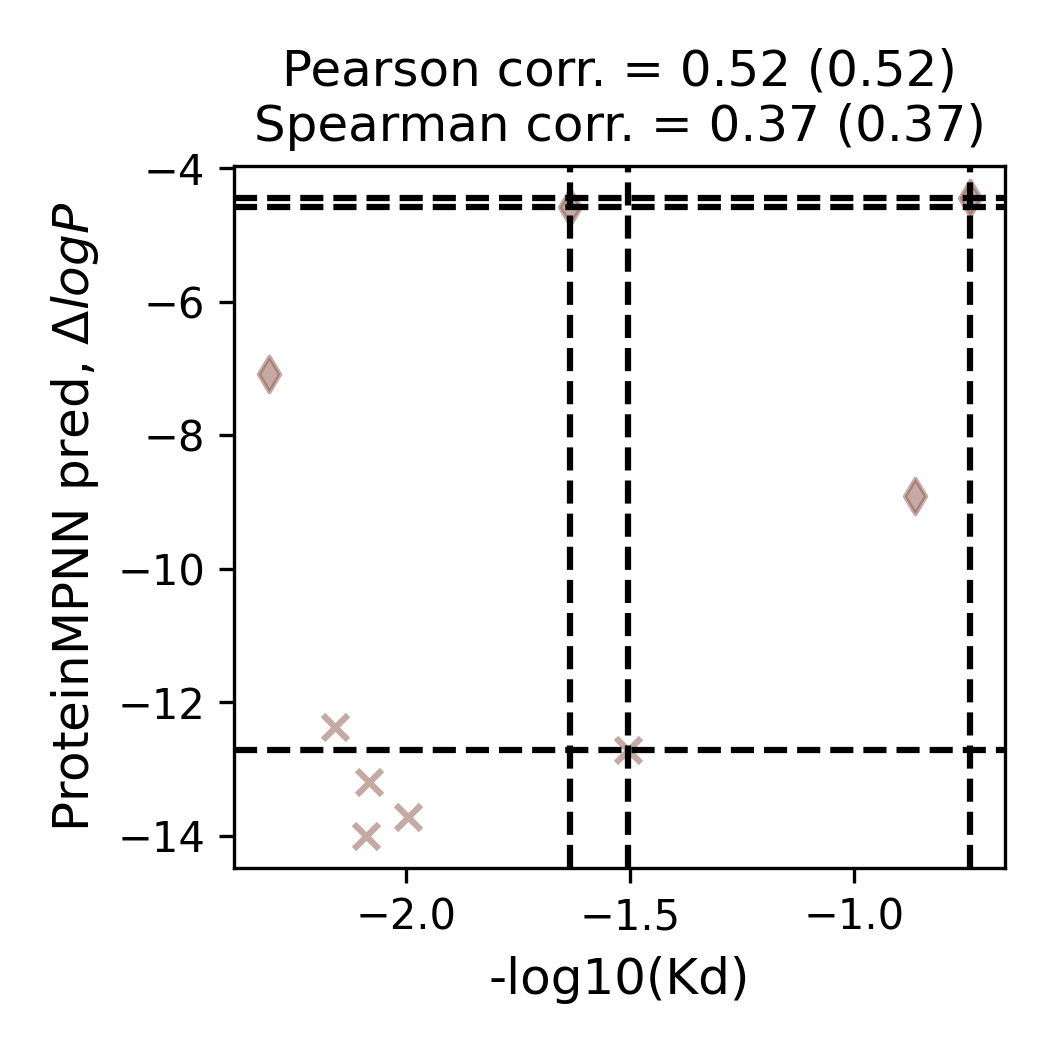 Pearson corr. = 0.52 (0.52)
Spearman corr. = 0.37 (0.37)
ProteinMPNN pred, ΔlogP
−4
−6
−8
−10
−12
−14
−2.0
−1.5
−1.0
-log10(Kd)